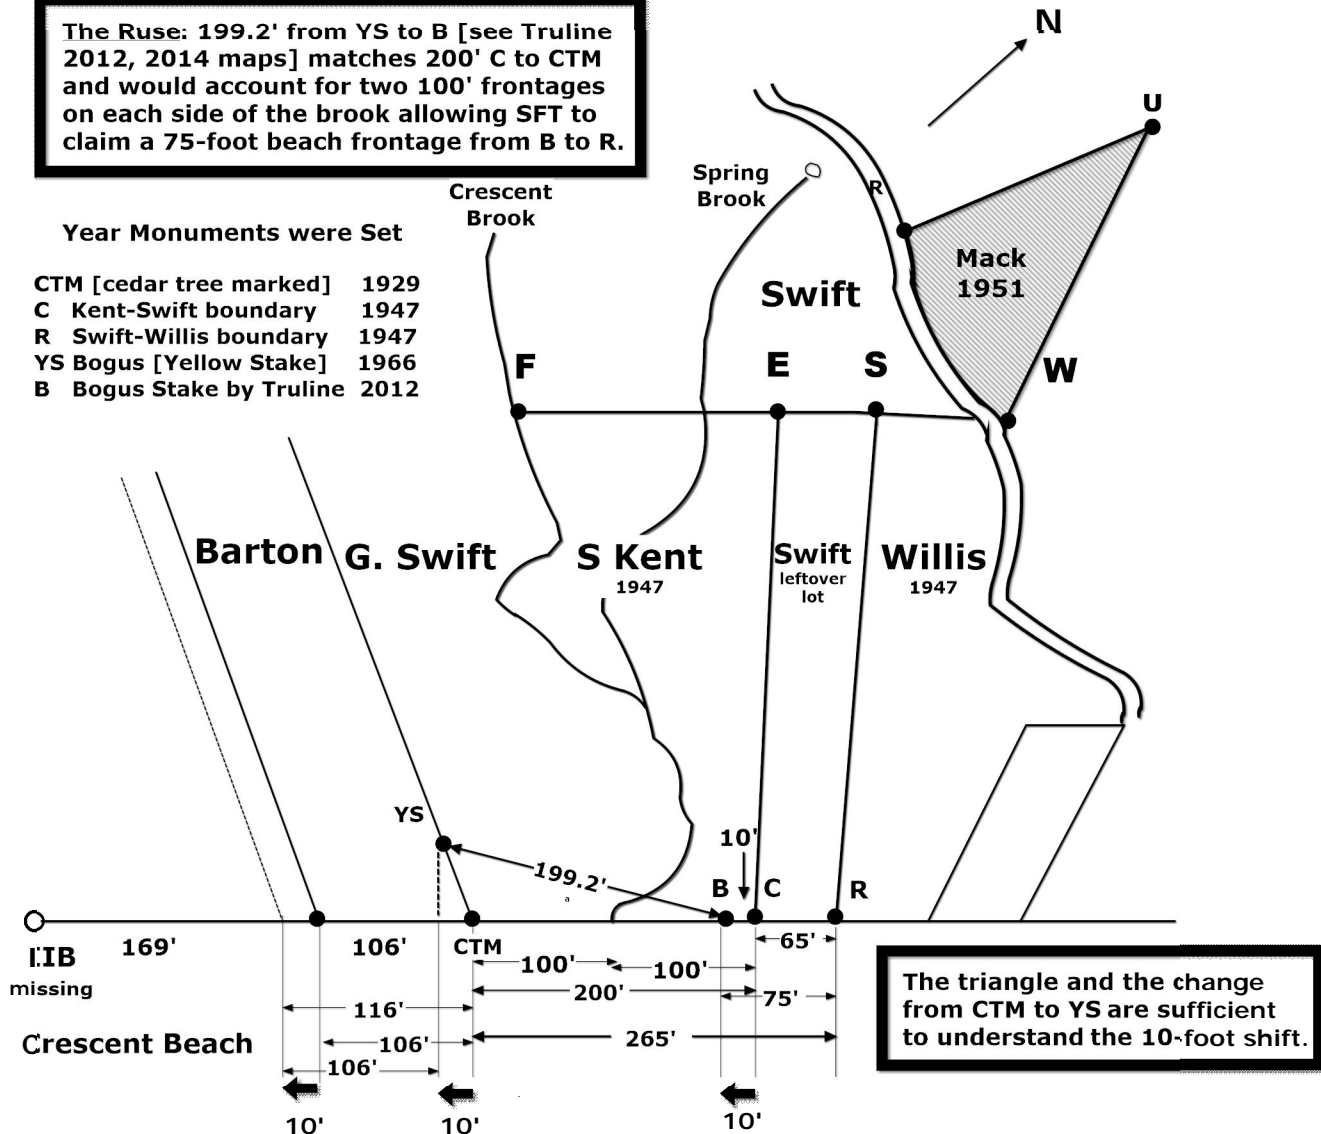 The Ruse: 199.2' from YS to B [see Truline
2012, 2014 maps] matches 200' C to CTM
and would account for two 100' frontages
on each side of the brook allowing SFT to
claim a 75-foot beach frontage from B to R.
N
U
Crescent
Brook
Spring
Brook
R
Year Monuments were Set
CTM [cedar tree marked] 1929
C Kent-Swift boundary 1947
R Swift-Willis boundary 1947
YS Bogus [Yellow Stake] 1966
B Bogus Stake by Truline 2012
Mack
1951
Swift
F
E
S
W
Barton
G. Swift
S Kent
1947
Swift
leftover
lot
Willis
1947
YS
10'
199.2'
a
B
C
R
169'
106'
CTM
65'
IB
missing
100'
100'
200'
75'
116'
Crescent Beach
106'
265'
106'
10'
10'
10'
The triangle and the change
from CTM to YS are sufficient
to understand the 10-foot shift.